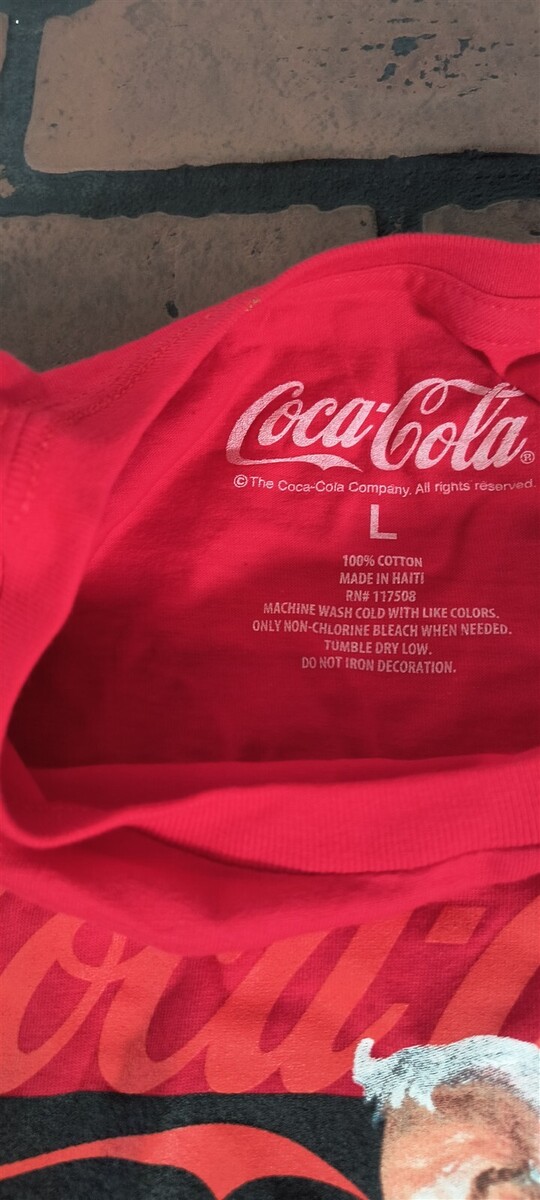 Coca-Cola®
©The Coca-Cola Company. All rights reserved.
L
100% COTTON
MADE IN HAITI
RN# 117508
MACHINE WASH COLD WITH LIKE COLORS.
ONLY NON-CHLORINE BLEACH WHEN NEEDED.
TUMBLE DRY LOW.
DO NOT IRON DECORATION.
oca-C